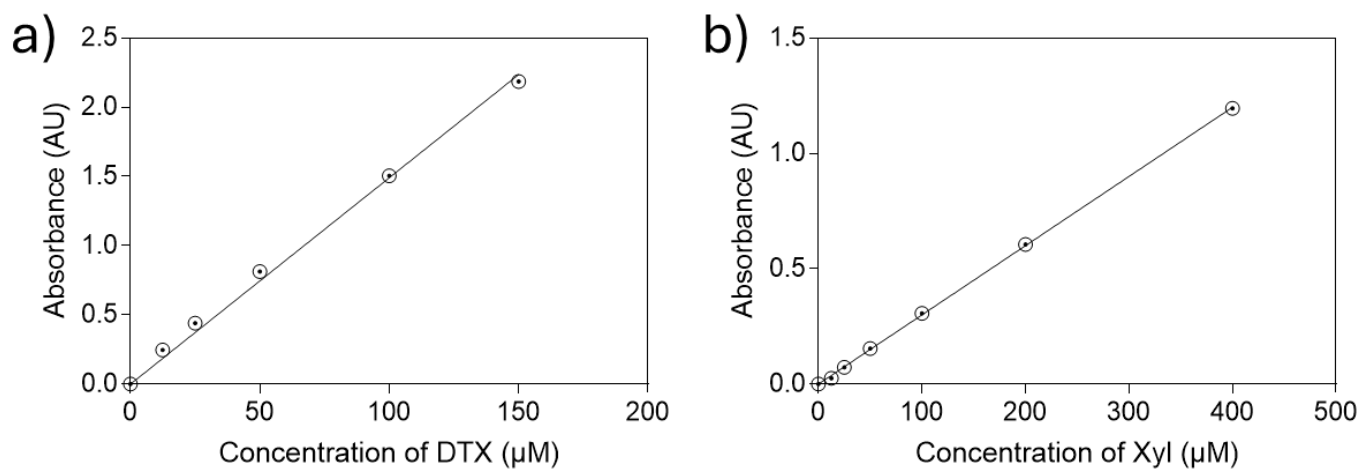 a)
2.5
2.0
1.5
1.0
0.5
0.0
Absorbance (AU)
0 50 100 150 200
Concentration of DTX (µM)
b)
1.5
1.0
0.5
0.0
Absorbance (AU)
0 100 200 300 400 500
Concentration of Xyl (µM)